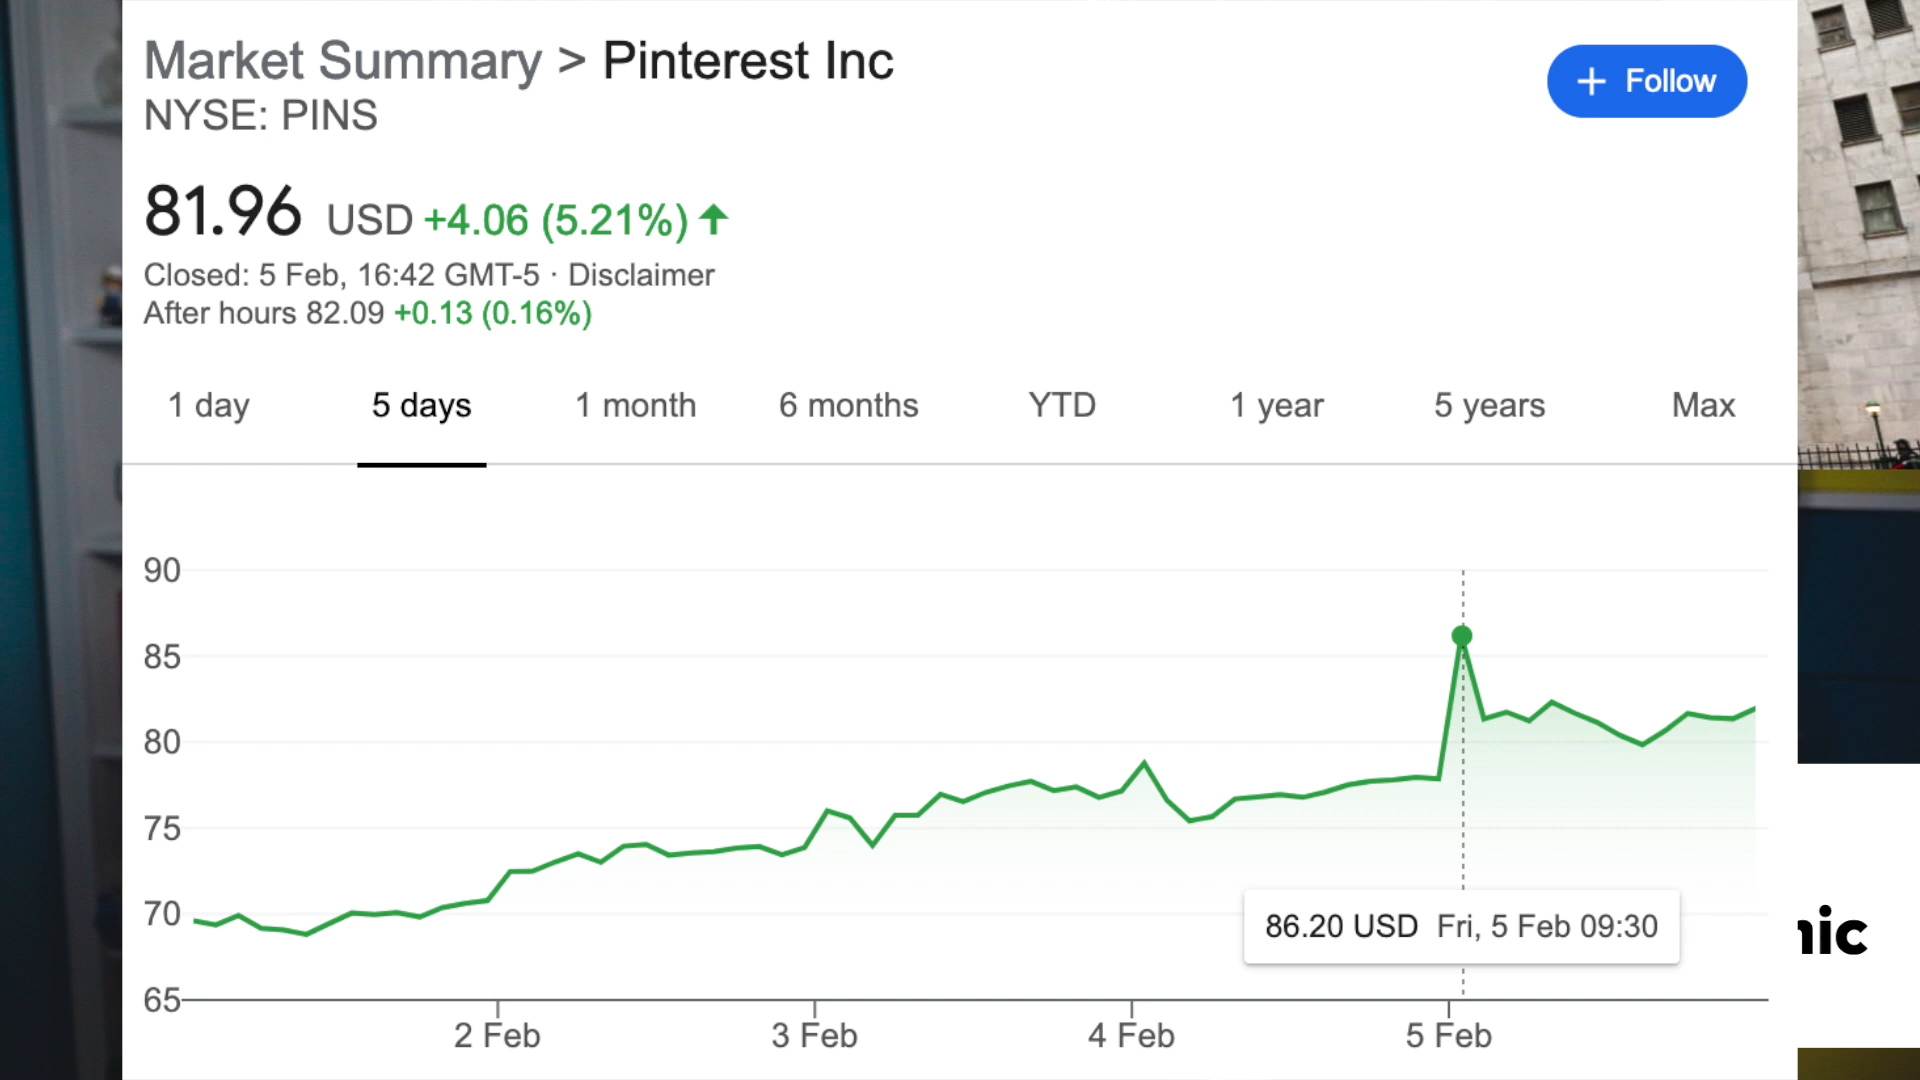 Market Summary > Pinterest Inc
NYSE: PINS
+ Follow
81.96 USD +4.06 (5.21%)
Closed: 5 Feb, 16:42 GMT-5 · Disclaimer
After hours 82.09 +0.13 (0.16%)
1 day 5 days 1 month 6 months YTD 1 year 5 years Max
90
85
80
75
70
65
86.20 USD Fri, 5 Feb 09:30
2 Feb 3 Feb 4 Feb 5 Feb